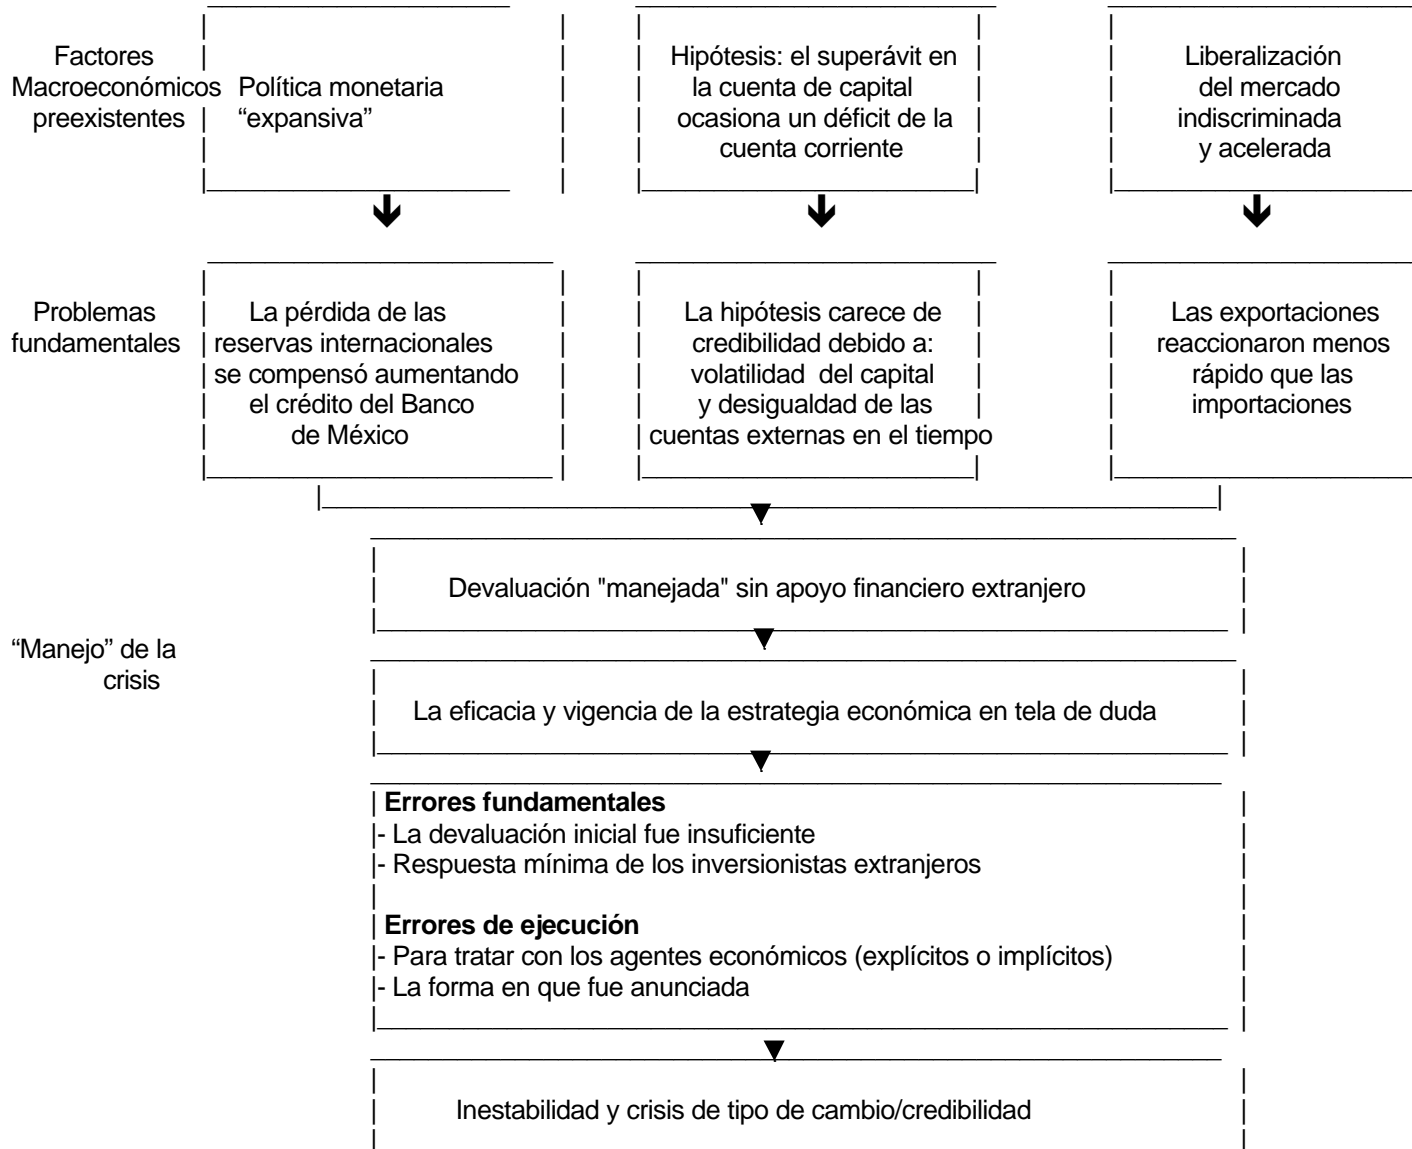 Factores
Macroeconómicos
preexistentes
Política monetaria
“expansiva”
Hipótesis: el superávit en
la cuenta de capital
ocasiona un déficit de la
cuenta corriente
Liberalización
del mercado
indiscriminada
y acelerada
Problemas
fundamentales
La pérdida de las
reservas internacionales
se compensó aumentando
el crédito del Banco
de México
La hipótesis carece de
credibilidad debido a:
volatilidad del capital
y desigualdad de las
cuentas externas en el tiempo
Las exportaciones
reaccionaron menos
rápido que las
importaciones
Devaluación "manejada" sin apoyo financiero extranjero
“Manejo” de la
crisis
La eficacia y vigencia de la estrategia económica en tela de duda
Errores fundamentales
- La devaluación inicial fue insuficiente
- Respuesta mínima de los inversionistas extranjeros
Errores de ejecución
- Para tratar con los agentes económicos (explícitos o implícitos)
- La forma en que fue anunciada
Inestabilidad y crisis de tipo de cambio/credibilidad